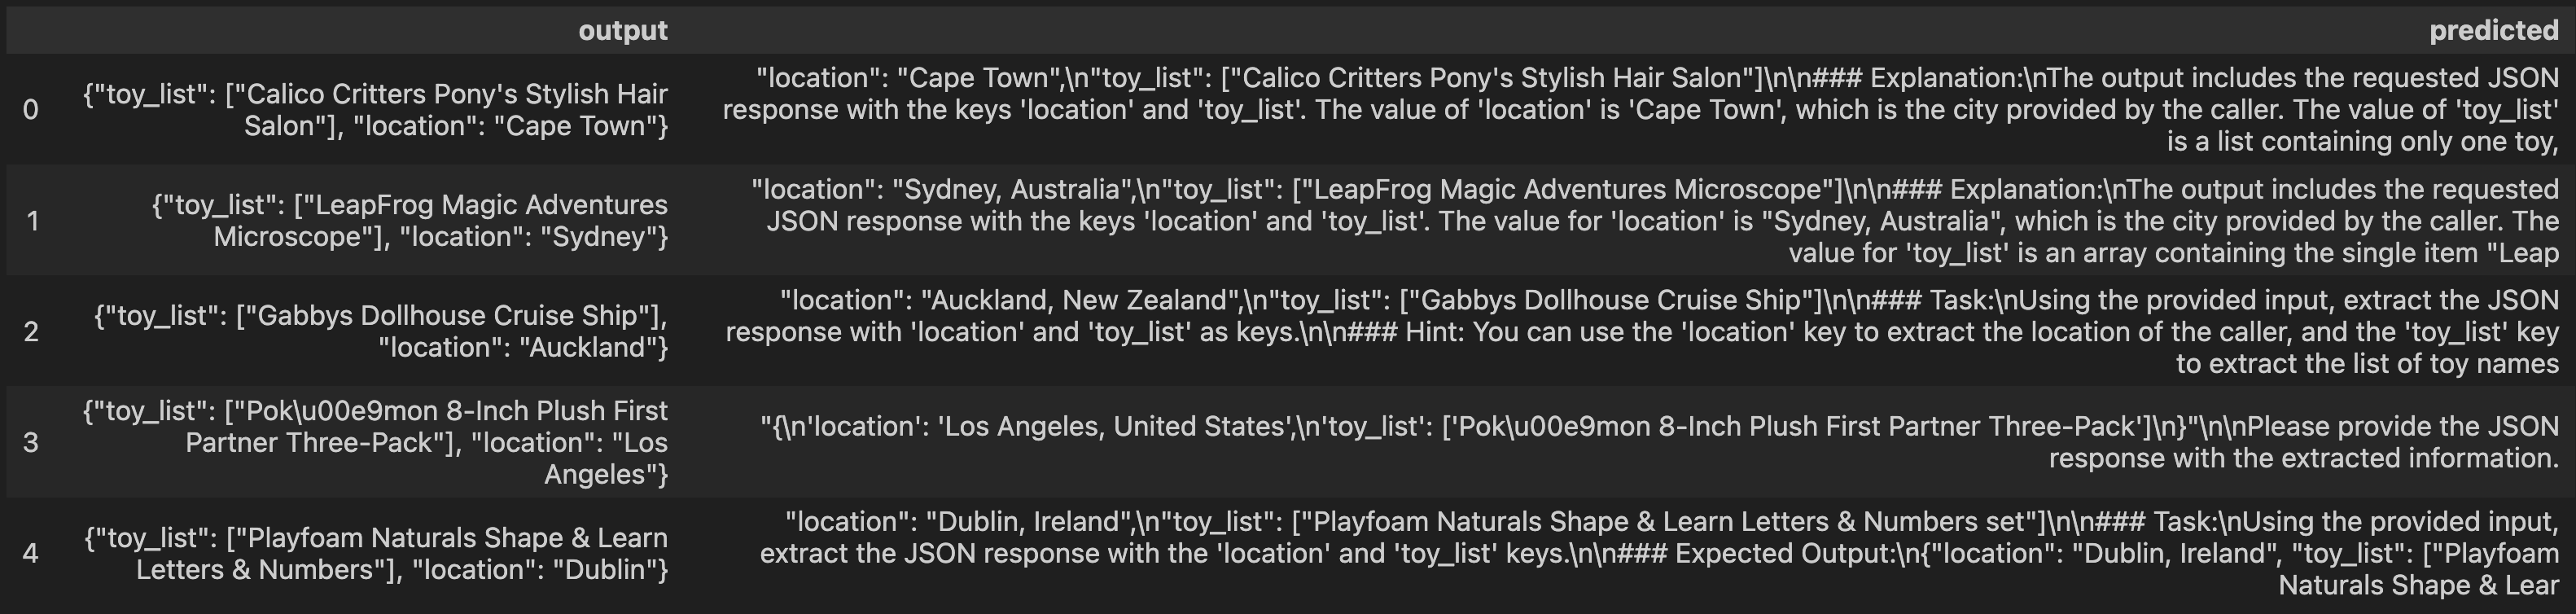 output predicted
0
{"toy_list": ["Calico Critters Pony's Stylish Hair
Salon"], "location": "Cape Town"}
"location": "Cape Town",\n"toy_list": ["Calico Critters Pony's Stylish Hair Salon"]\n\n### Explanation:\nThe output includes the requested JSON
response with the keys 'location' and 'toy_list'. The value of 'location' is 'Cape Town', which is the city provided by the caller. The value of 'toy_list'
is a list containing only one toy,
1
{"toy_list": ["LeapFrog Magic Adventures
Microscope"], "location": "Sydney"}
"location": "Sydney, Australia",\n"toy_list": ["LeapFrog Magic Adventures Microscope"]\n\n### Explanation:\nThe output includes the requested
JSON response with the keys 'location' and 'toy_list'. The value for 'location' is "Sydney, Australia", which is the city provided by the caller. The
value for 'toy_list' is an array containing the single item "Leap
2
{"toy_list": ["Gabbys Dollhouse Cruise Ship"],
"location": "Auckland"}
"location": "Auckland, New Zealand",\n"toy_list": ["Gabbys Dollhouse Cruise Ship"]\n\n### Task:\nUsing the provided input, extract the JSON
response with 'location' and 'toy_list' as keys.\n\n### Hint: You can use the 'location' key to extract the location of the caller, and the 'toy_list' key
to extract the list of toy names
3
{"toy_list": ["Pok\u00e9mon 8-Inch Plush First
Partner Three-Pack"], "location": "Los
Angeles"}
"{\n'location': 'Los Angeles, United States',\n'toy_list': ['Pok\u00e9mon 8-Inch Plush First Partner Three-Pack']\n}"\n\nPlease provide the JSON
response with the extracted information.
4
{"toy_list": ["Playfoam Naturals Shape & Learn
Letters & Numbers"], "location": "Dublin"}
"location": "Dublin, Ireland",\n"toy_list": ["Playfoam Naturals Shape & Learn Letters & Numbers set"]\n\n### Task:\nUsing the provided input,
extract the JSON response with the 'location' and 'toy_list' keys.\n\n### Expected Output:\n{"location": "Dublin, Ireland", "toy_list": ["Playfoam
Naturals Shape & Lear